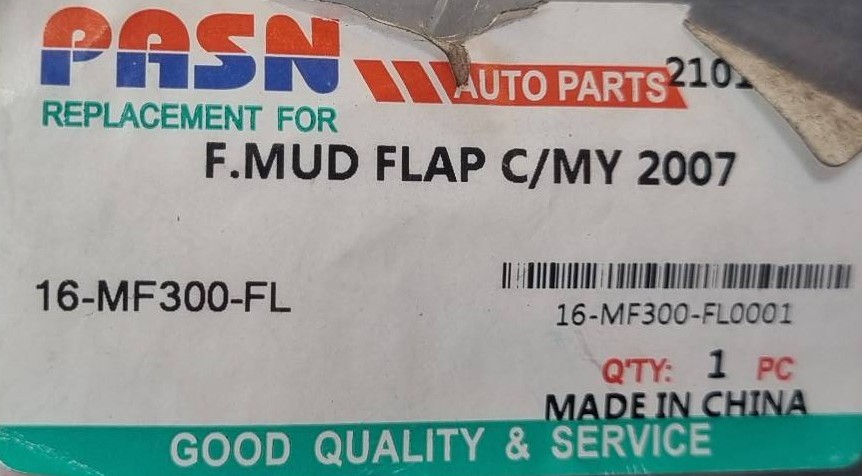 PASN
AUTO PARTS
REPLACEMENT FOR
F.MUD FLAP C/MY 2007
16-MF300-FL
16-MF300-FL0001
Q'TY: 1 PC
MADE IN CHINA
GOOD QUALITY & SERVICE